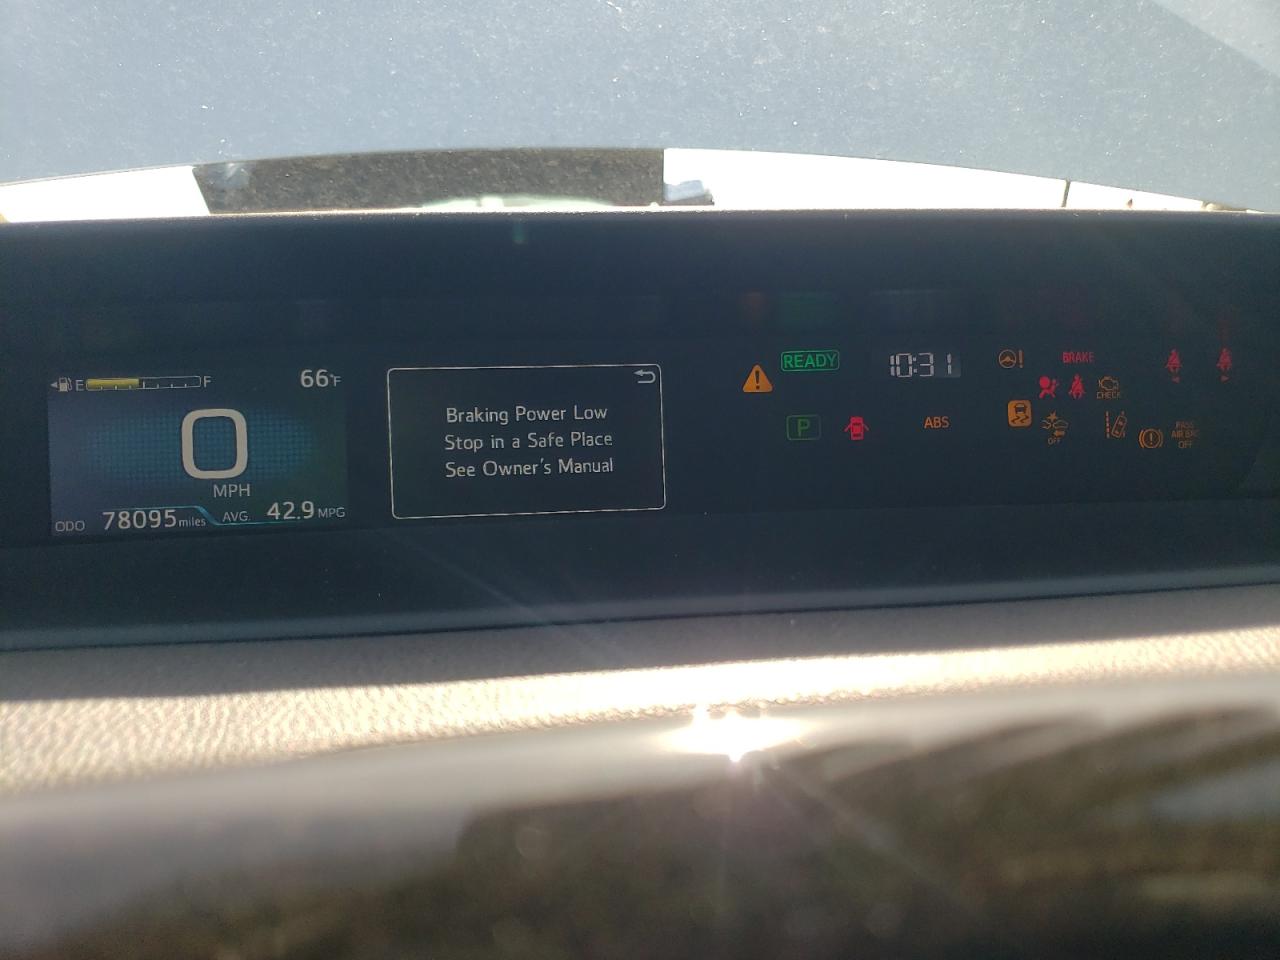 E F
66°F
0
MPH
ODO 78095 miles AVG. 42.9 MPG
Braking Power Low
Stop in a Safe Place
See Owner's Manual
READY
10:31
BRAKE
CHECK
P
ABS
OFF
PASS
AIR BAG
OFF